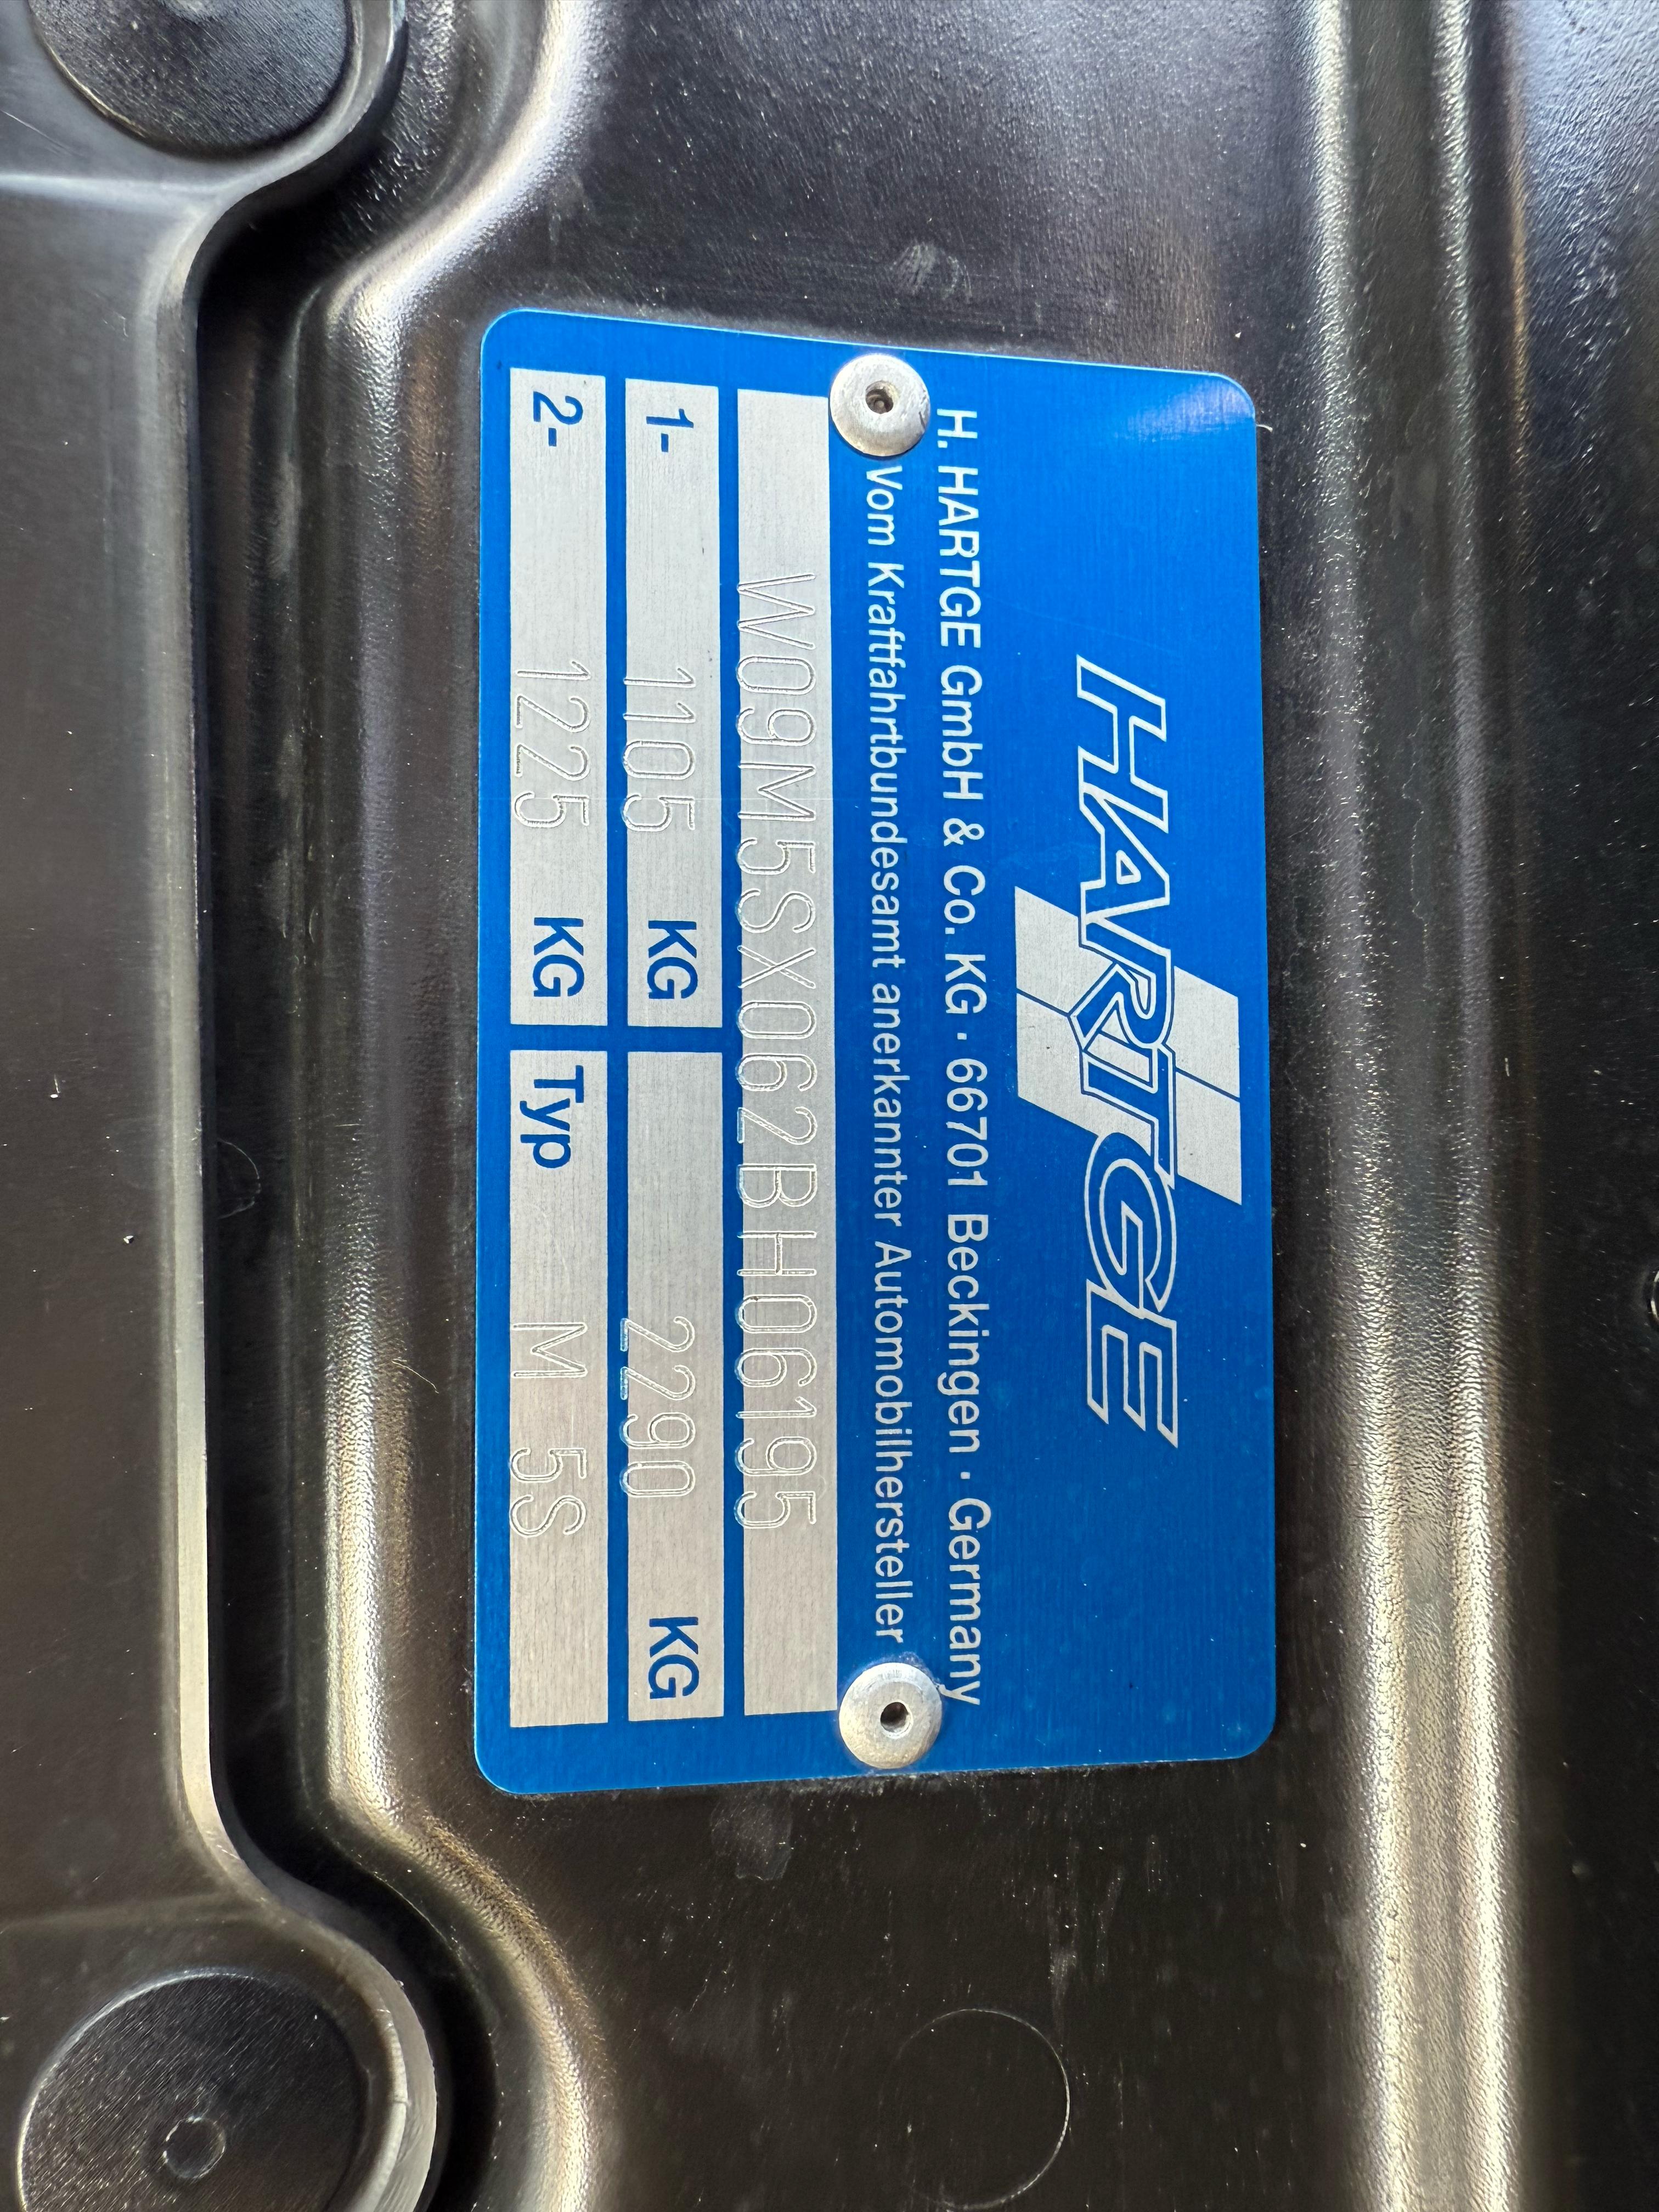 HARTGE
H. HARTGE GmbH & Co. KG · 66701 Beckingen · Germany
Vom Kraftfahrtbundesamt anerkannter Automobilhersteller
W09M5SX062BH06195
1- 1105 KG 2290 KG
2- 1225 KG Typ M 5S